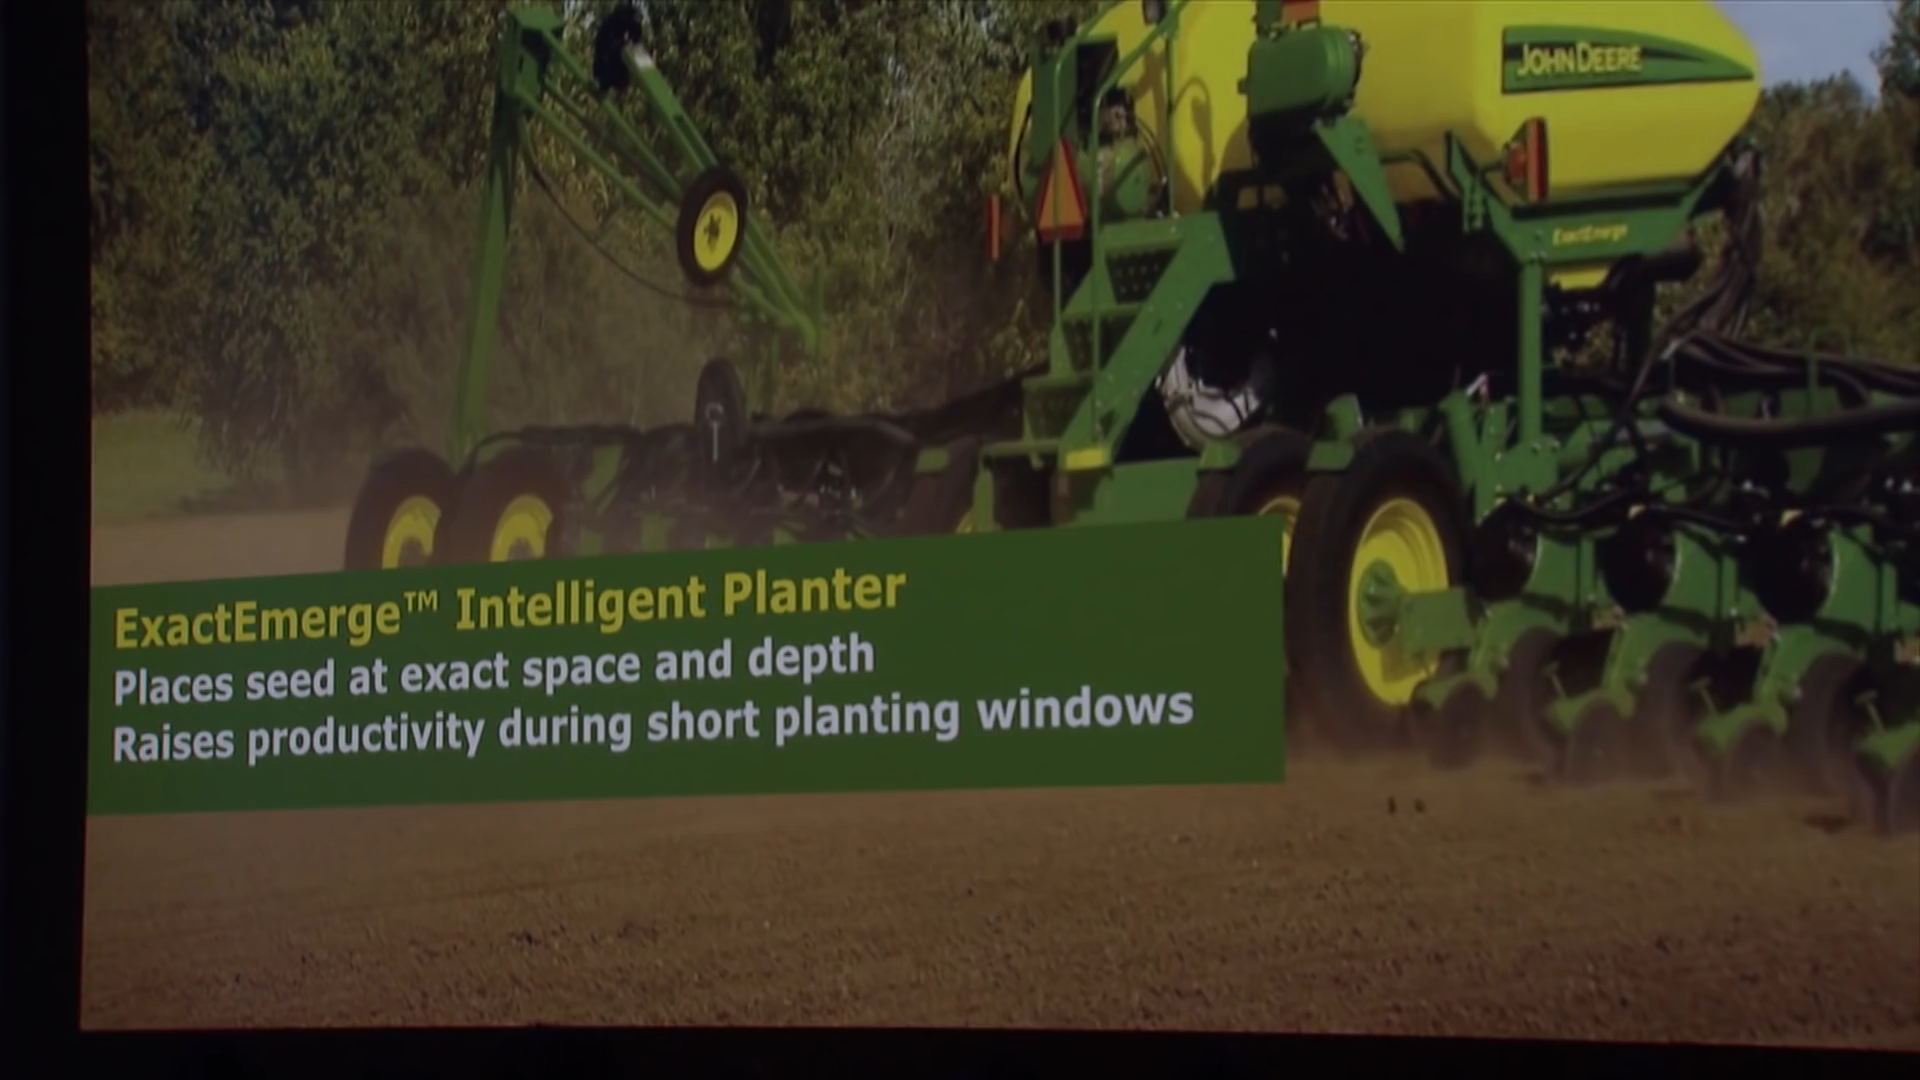 JOHN DEERE
ExactEmerge
ExactEmerge™ Intelligent Planter
Places seed at exact space and depth
Raises productivity during short planting windows